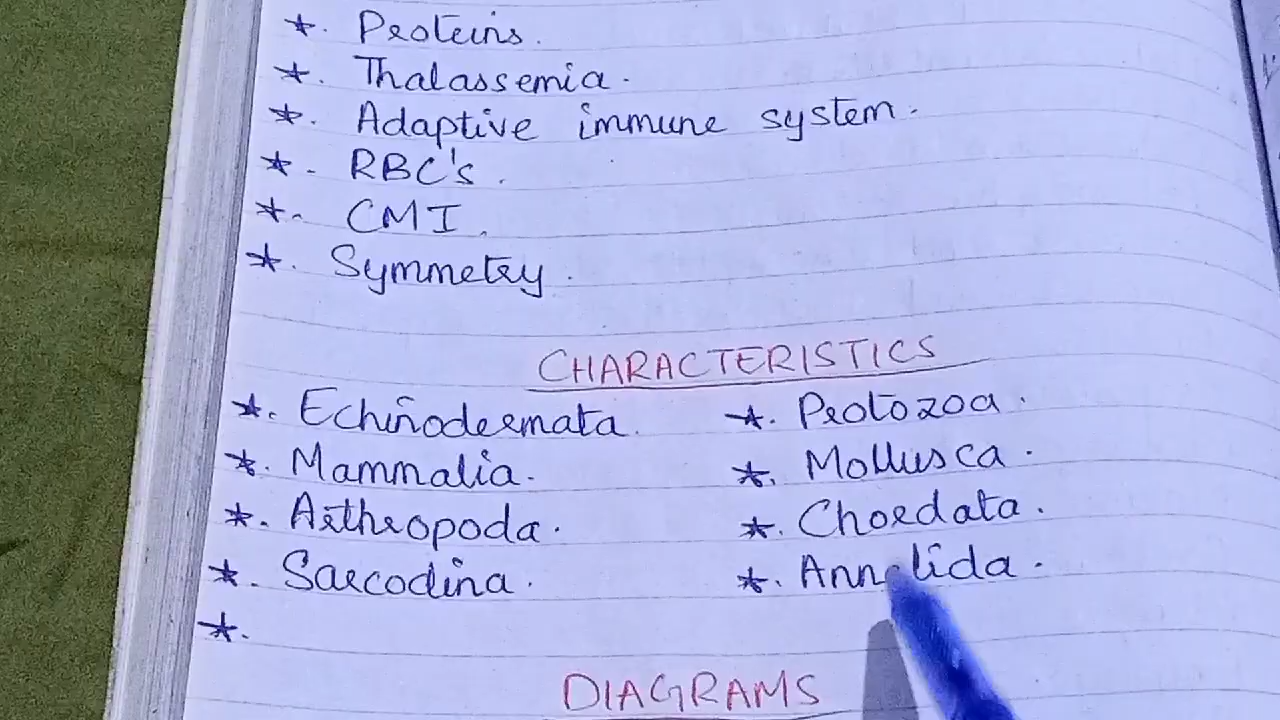 ★. Proteins.
★. Thalassemia.
★. Adaptive immune system.
★. RBC's.
★. CMI.
★. Symmetry.
CHARACTERISTICS
★. Echinodermata. ★. Protozoa.
★. Mammalia. ★. Mollusca.
★. Arthropoda. ★. Chordata.
★. Sarcodina. ★. Annelida.
★.
DIAGRAMS